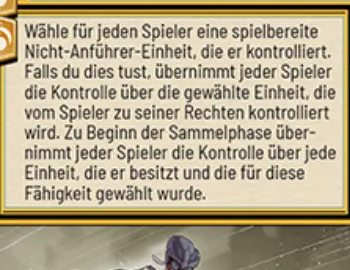 Wähle für jeden Spieler eine spielbereite
Nicht-Anführer-Einheit, die er kontrolliert.
Falls du dies tust, übernimmt jeder Spieler
die Kontrolle über die gewählte Einheit, die
vom Spieler zu seiner Rechten kontrolliert
wird. Zu Beginn der Sammelphase über-
nimmt jeder Spieler die Kontrolle über jede
Einheit, die er besitzt und die für diese
Fähigkeit gewählt wurde.